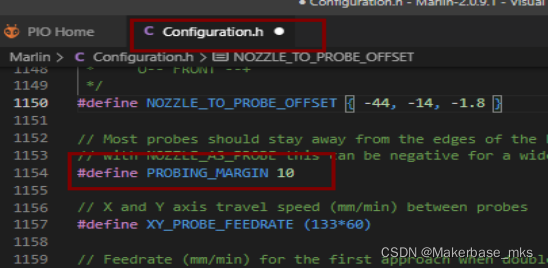 Configuration.h - Marlin-2.0.9.1 - Visual
PIO Home
C Configuration.h ●
Marlin > C Configuration.h > NOZZLE_TO_PROBE_OFFSET
1148 * O-- FRONT --+
1149 */
1150 #define NOZZLE_TO_PROBE_OFFSET { -44, -14, -1.8 }
1151
1152 // Most probes should stay away from the edges of the
1153 // With NOZZLE_AS_PROBE this can be negative for a wid
1154 #define PROBING_MARGIN 10
1155
1156 // X and Y axis travel speed (mm/min) between probes
1157 #define XY_PROBE_FEEDRATE (133*60)
1158
1159 // Feedrate (mm/min) for the first approach when doubl
CSDN @Makerbase_mks